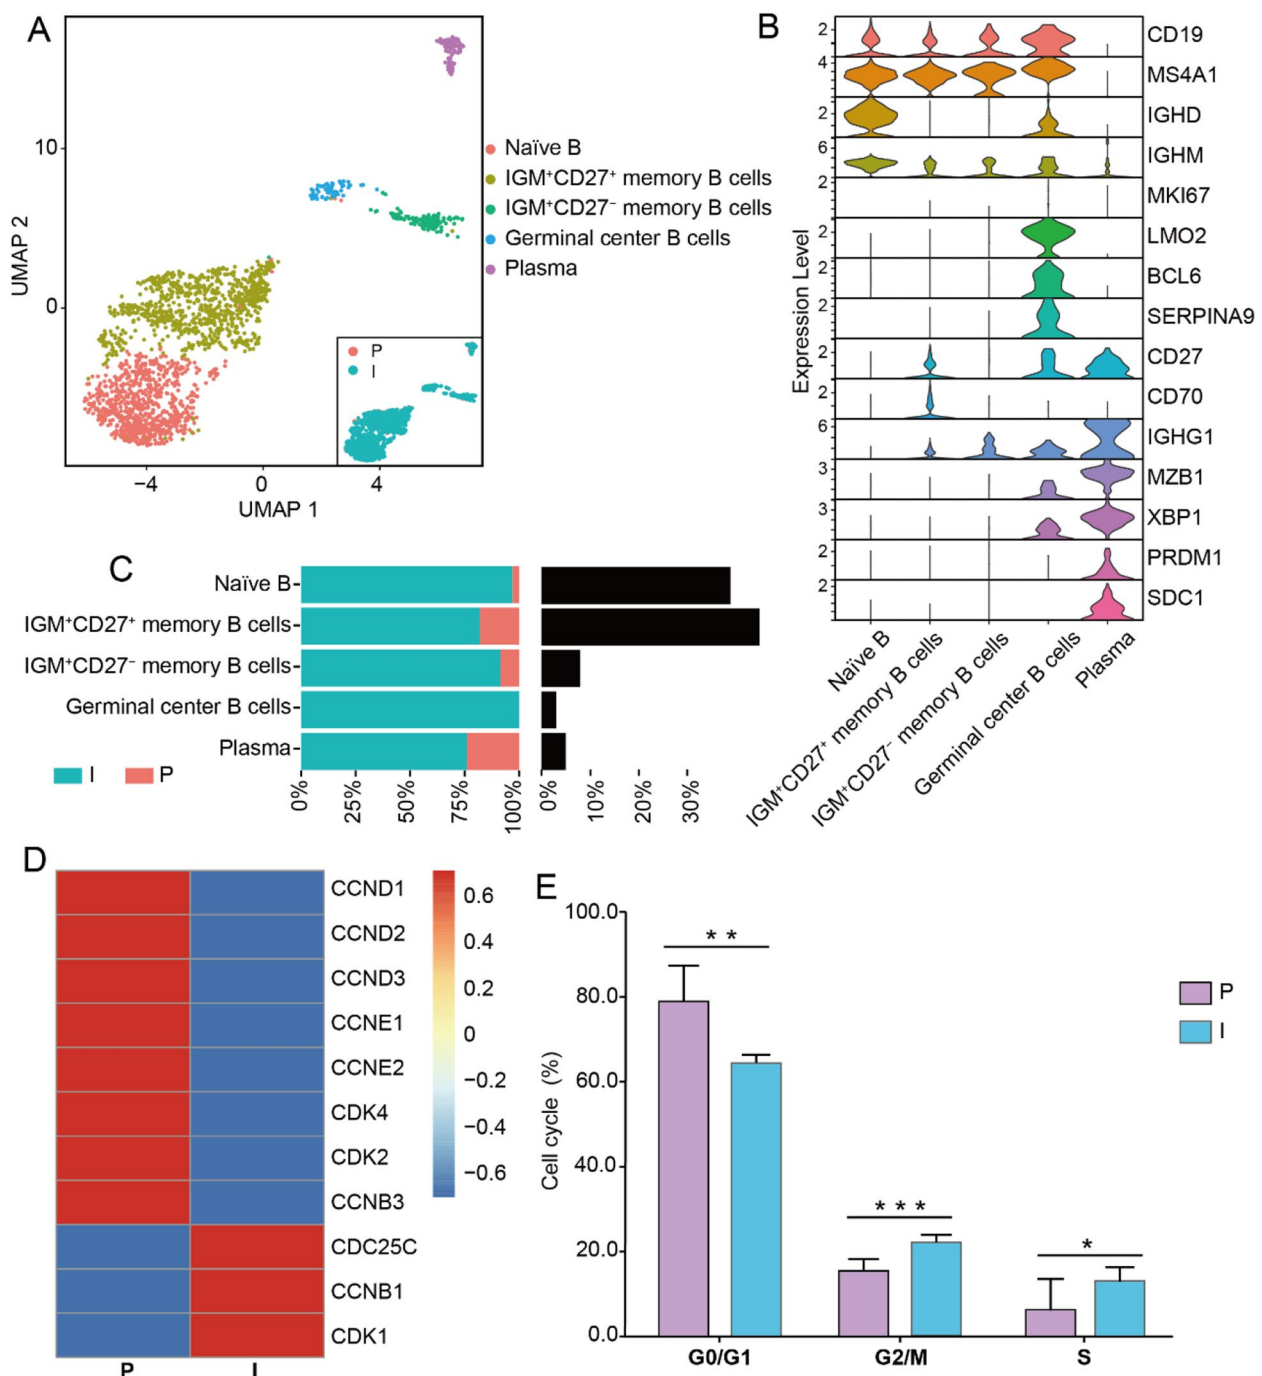 A
UMAP 2
10
0
−4
0
4
UMAP 1
P
I
Naïve B
IGM⁺CD27⁺ memory B cells
IGM⁺CD27⁻ memory B cells
Germinal center B cells
Plasma
B
Expression Level
2
CD19
4
MS4A1
2
IGHD
6
IGHM
2
MKI67
2
LMO2
2
BCL6
2
SERPINA9
2
CD27
2
CD70
6
IGHG1
3
MZB1
3
XBP1
2
PRDM1
2
SDC1
Naïve B
IGM⁺CD27⁺ memory B cells
IGM⁺CD27⁻ memory B cells
Germinal center B cells
Plasma
C
Naïve B
IGM⁺CD27⁺ memory B cells
IGM⁺CD27⁻ memory B cells
Germinal center B cells
Plasma
I
P
0%
25%
50%
75%
100%
0%
10%
20%
30%
D
CCND1
CCND2
CCND3
CCNE1
CCNE2
CDK4
CDK2
CCNB3
CDC25C
CCNB1
CDK1
P
I
0.6
0.4
0.2
0
−0.2
−0.4
−0.6
E
Cell cycle (%)
100.0
80.0
60.0
40.0
20.0
0.0
* *
* * *
*
G0/G1
G2/M
S
P
I